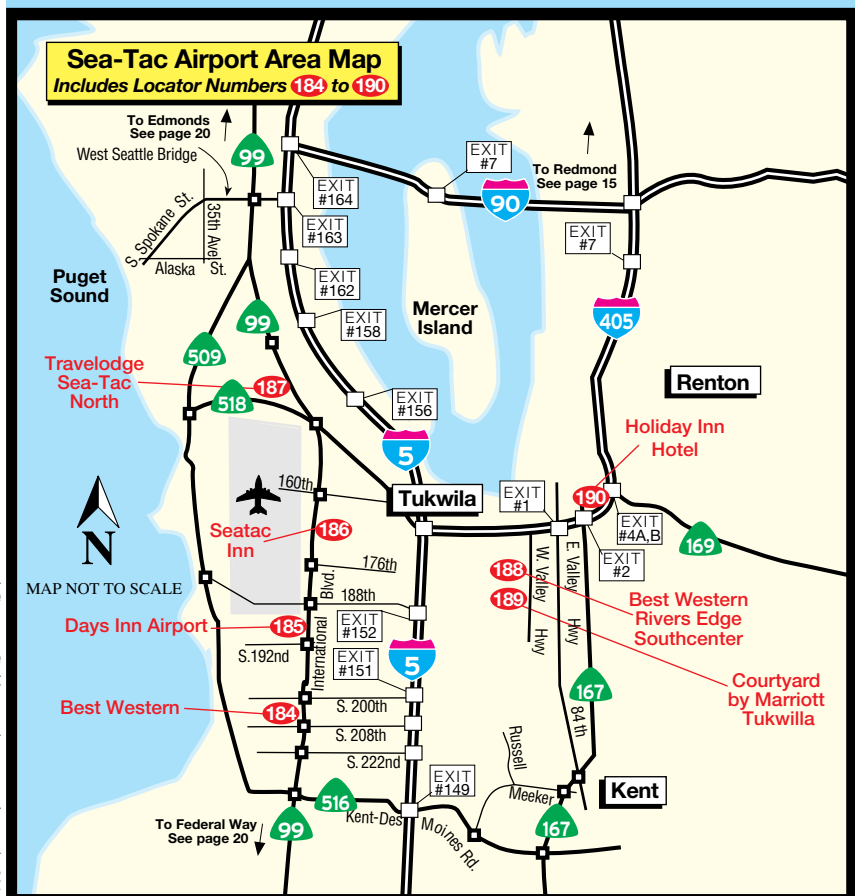 Sea-Tac Airport Area Map
Includes Locator Numbers 184 to 190
To Edmonds
See page 20
West Seattle Bridge
99
EXIT
#164
EXIT
#7
To Redmond
See page 15
90
S. Spokane St.
35th Ave.
Alaska St.
EXIT
#163
EXIT
#7
EXIT
#162
Puget
Sound
99
EXIT
#158
Mercer
Island
405
509
Travelodge
Sea-Tac
North
187
518
EXIT
#156
Renton
5
Holiday Inn
Hotel
190
160th
Tukwila
EXIT
#1
EXIT
#4A,B
169
EXIT
#2
N
MAP NOT TO SCALE
Seatac
Inn
186
176th
188th
International Blvd.
W. Valley Hwy
E. Valley Hwy
188
189
Best Western
Rivers Edge
Southcenter
Days Inn Airport
185
EXIT
#152
S.192nd
EXIT
#151
5
Courtyard
by Marriott
Tukwilla
167
Best Western
184
S. 200th
S. 208th
S. 222nd
84 th
Russell
Meeker
Kent
EXIT
#149
516
Kent-Des Moines Rd.
167
To Federal Way
See page 20
99